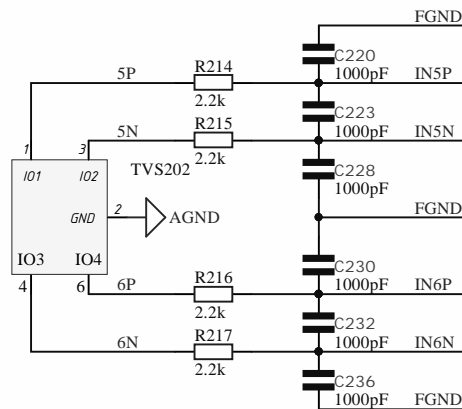 FGND
C220
5P R214 1000pF IN5P
2.2k C223
5N R215 1000pF IN5N
1 3 2.2k C228
IO1 IO2 TVS202 1000pF
GND 2 AGND FGND
IO3 IO4 C230
4 6 6P R216 1000pF IN6P
2.2k C232
6N R217 1000pF IN6N
2.2k C236
1000pF
FGND